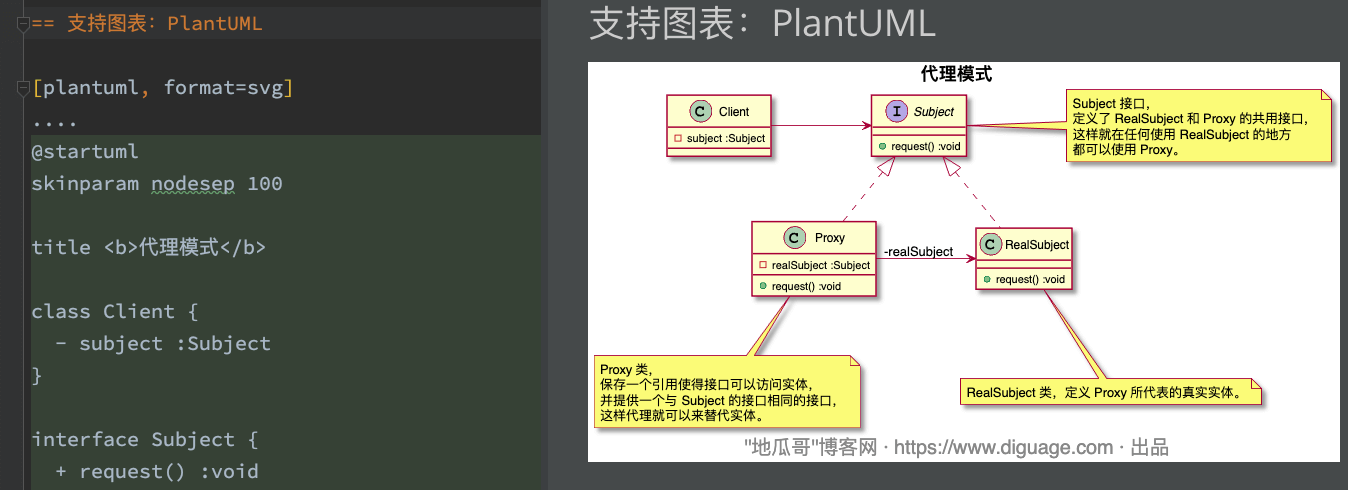 == 支持图表：PlantUML
[plantuml, format=svg]
....
@startuml
skinparam nodesep 100
title <b>代理模式</b>
class Client {
- subject :Subject
}
interface Subject {
+ request() :void
支持图表：PlantUML
代理模式
C Client
subject :Subject
I Subject
request() :void
Subject 接口，
定义了 RealSubject 和 Proxy 的共用接口，
这样就在任何使用 RealSubject 的地方
都可以使用 Proxy。
C Proxy
realSubject :Subject
request() :void
-realSubject
C RealSubject
request() :void
Proxy 类，
保存一个引用使得接口可以访问实体，
并提供一个与 Subject 的接口相同的接口，
这样代理就可以来替代实体。
RealSubject 类，定义 Proxy 所代表的真实实体。
"地瓜哥"博客网 · https://www.diguage.com · 出品